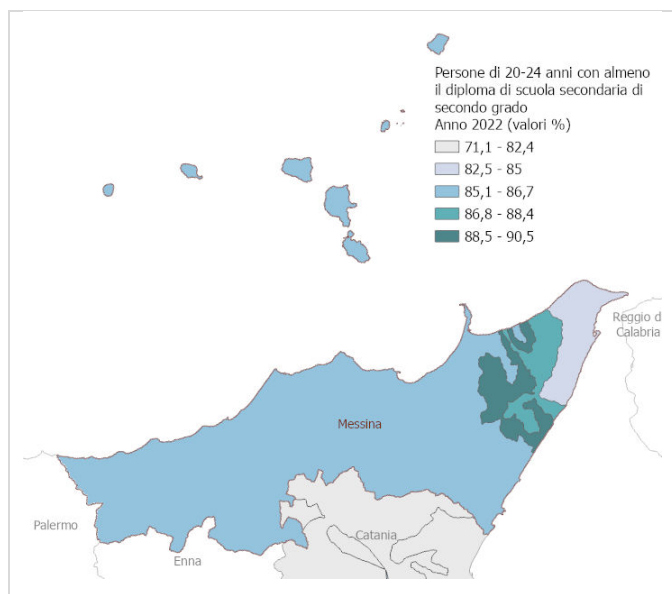 Persone di 20-24 anni con almeno
il diploma di scuola secondaria di
secondo grado
Anno 2022 (valori %)
71,1 - 82,4
82,5 - 85
85,1 - 86,7
86,8 - 88,4
88,5 - 90,5
Reggio d
Calabria
Messina
Palermo
Catania
Enna